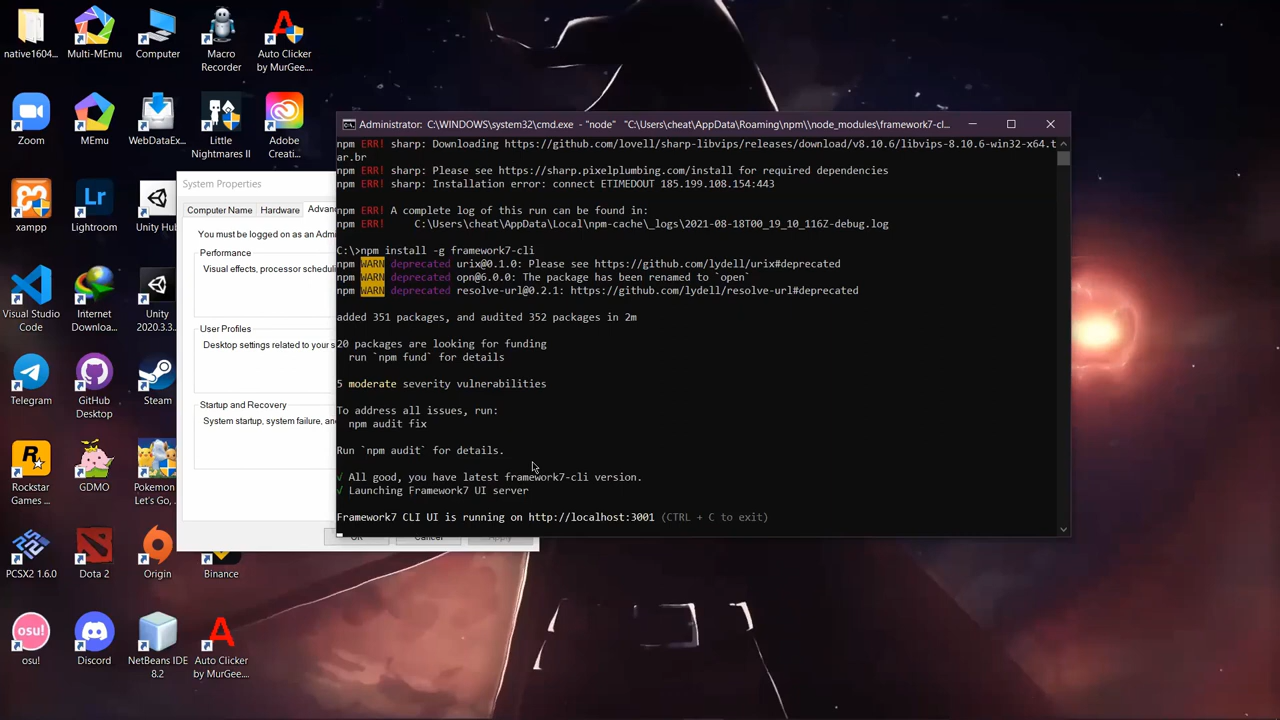 native1604...
Multi-MEmu
Computer
Macro
Recorder
Auto Clicker
by MurGee....
Zoom
MEmu
WebDataEx...
Little
Nightmares II
Adobe
Creati...
xampp
Lightroom
Unity Hub
Visual Studio
Code
Internet
Downloa...
Unity
2020.3.3...
Telegram
GitHub
Desktop
Steam
Rockstar
Games ...
GDMO
Pokemon
Let's Go, ...
PCSX2 1.6.0
Dota 2
Origin
Binance
osu!
osu!
Discord
NetBeans IDE
8.2
Auto Clicker
by MurGee....
System Properties
Computer Name
Hardware
Advan
You must be logged on as an Adm
Performance
Visual effects, processor scheduli
User Profiles
Desktop settings related to your s
Startup and Recovery
System startup, system failure, an
OK
Cancel
Apply
Administrator: C:\WINDOWS\system32\cmd.exe - "node" "C:\Users\cheat\AppData\Roaming\npm\\node_modules\framework7-cl...
npm ERR! sharp: Downloading https://github.com/lovell/sharp-libvips/releases/download/v8.10.6/libvips-8.10.6-win32-x64.t
ar.br
npm ERR! sharp: Please see https://sharp.pixelplumbing.com/install for required dependencies
npm ERR! sharp: Installation error: connect ETIMEDOUT 185.199.108.154:443
npm ERR! A complete log of this run can be found in:
npm ERR!     C:\Users\cheat\AppData\Local\npm-cache\_logs\2021-08-18T00_19_10_116Z-debug.log
C:\>npm install -g framework7-cli
npm WARN deprecated urix@0.1.0: Please see https://github.com/lydell/urix#deprecated
npm WARN deprecated opn@6.0.0: The package has been renamed to `open`
npm WARN deprecated resolve-url@0.2.1: https://github.com/lydell/resolve-url#deprecated
added 351 packages, and audited 352 packages in 2m
20 packages are looking for funding
run `npm fund` for details
5 moderate severity vulnerabilities
To address all issues, run:
npm audit fix
Run `npm audit` for details.
√ All good, you have latest framework7-cli version.
√ Launching Framework7 UI server
Framework7 CLI UI is running on http://localhost:3001 (CTRL + C to exit)